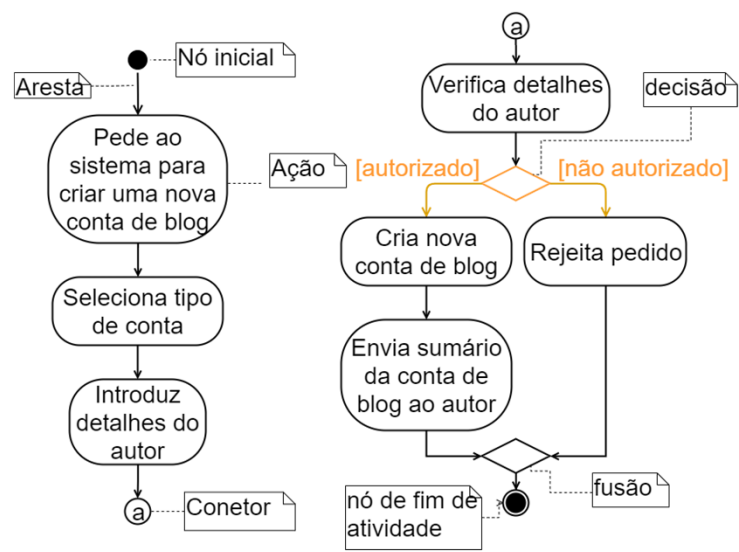 Nó inicial
Aresta
Pede ao
sistema para
criar uma nova
conta de blog
Ação
Seleciona tipo
de conta
Introduz
detalhes do
autor
a
Conetor
a
Verifica detalhes
do autor
decisão
[autorizado]
[não autorizado]
Cria nova
conta de blog
Rejeita pedido
Envia sumário
da conta de
blog ao autor
fusão
nó de fim de
atividade